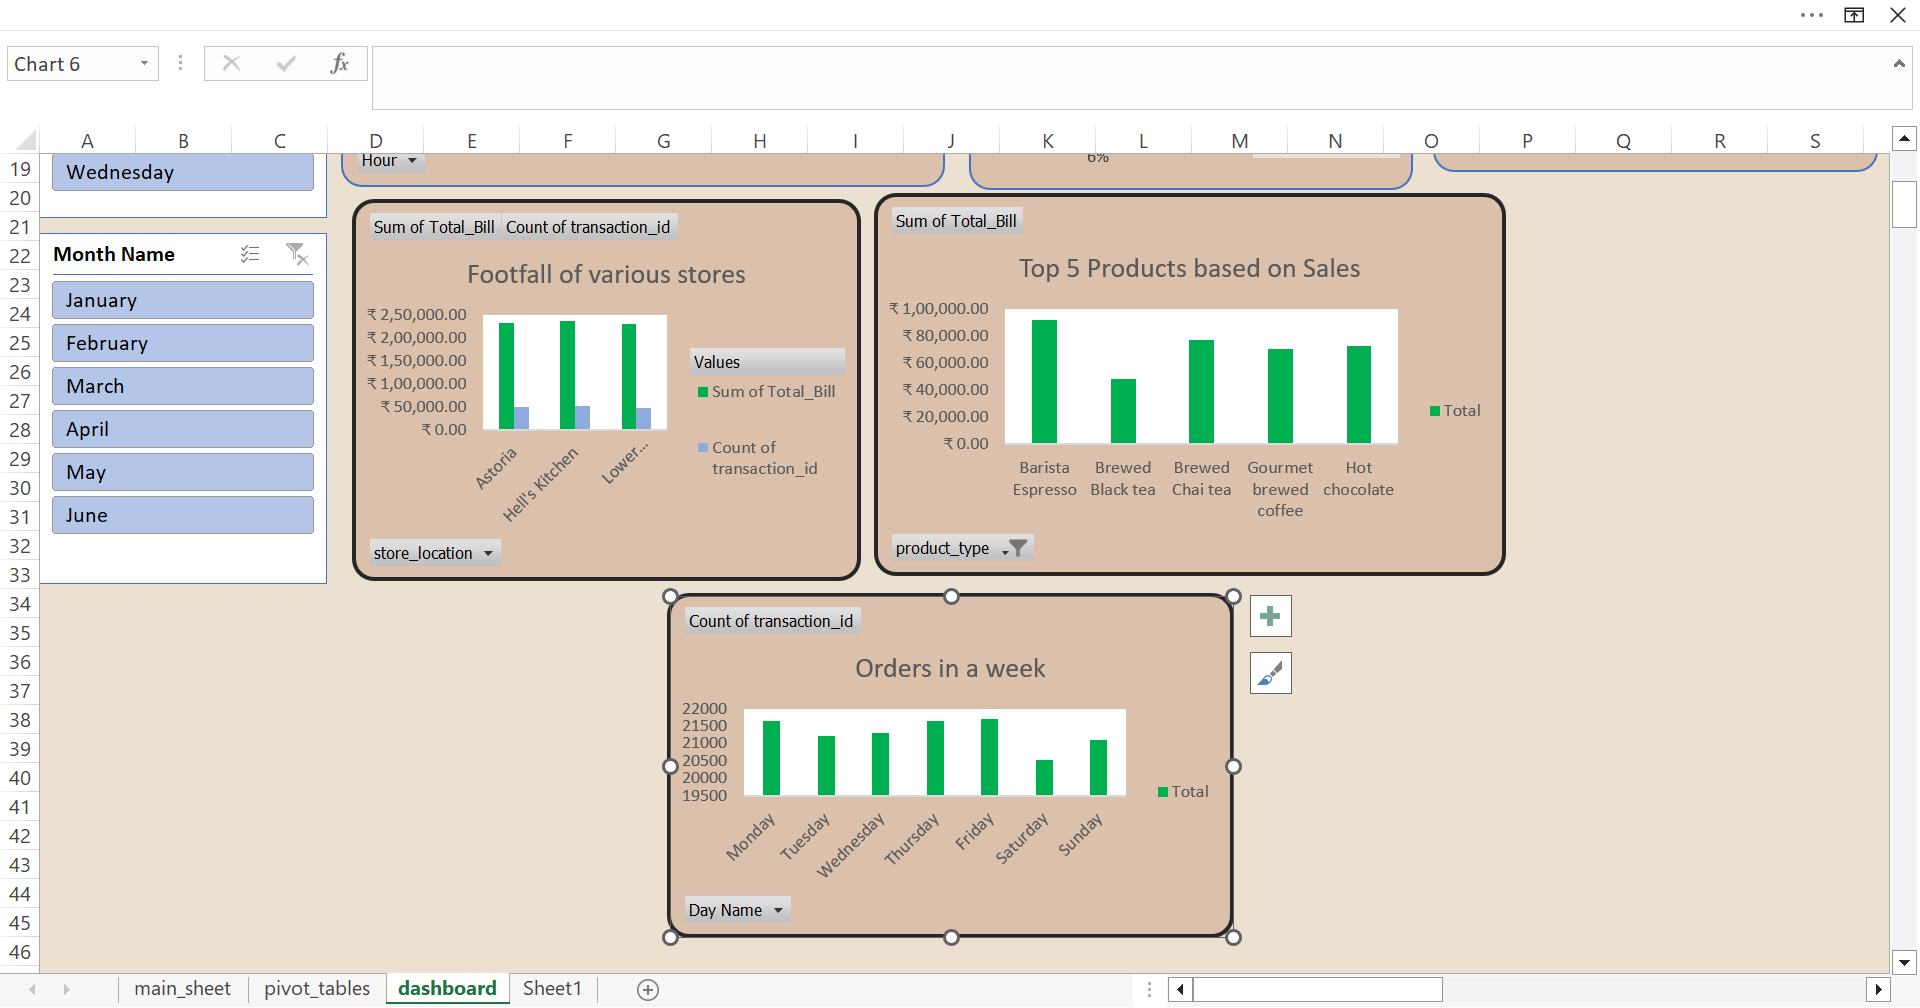 Chart 6
fx
A B C D E F G H I J K L M N O P Q R S
19
20
21
22
23
24
25
26
27
28
29
30
31
32
33
34
35
36
37
38
39
40
41
42
43
44
45
46
Wednesday
Month Name
January
February
March
April
May
June
Hour
6%
Sum of Total_Bill Count of transaction_id
Footfall of various stores
₹ 2,50,000.00
₹ 2,00,000.00
₹ 1,50,000.00
₹ 1,00,000.00
₹ 50,000.00
₹ 0.00
Astoria
Hell's Kitchen
Lower...
Values
Sum of Total_Bill
Count of
transaction_id
store_location
Sum of Total_Bill
Top 5 Products based on Sales
₹ 1,00,000.00
₹ 80,000.00
₹ 60,000.00
₹ 40,000.00
₹ 20,000.00
₹ 0.00
Barista
Espresso
Brewed
Black tea
Brewed
Chai tea
Gourmet
brewed
coffee
Hot
chocolate
Total
product_type
Count of transaction_id
Orders in a week
22000
21500
21000
20500
20000
19500
Monday
Tuesday
Wednesday
Thursday
Friday
Saturday
Sunday
Total
Day Name
main_sheet pivot_tables dashboard Sheet1